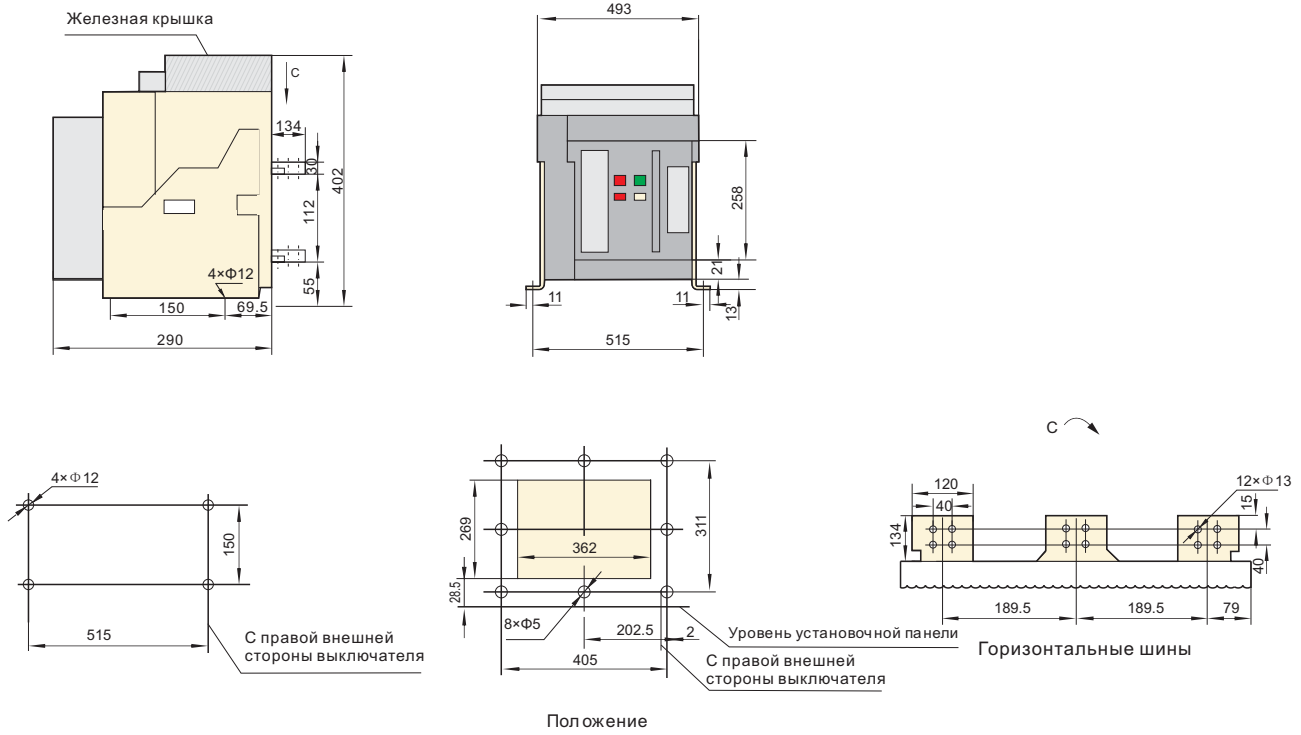 Железная крышка
C
134
30
402
112
55
4×Φ12
150
69.5
290
493
258
21
11
11
13
515
4×Φ12
150
515
С правой внешней
стороны выключателя
269
362
311
28.5
8×Φ5
202.5
2
405
Уровень установочной панели
С правой внешней
стороны выключателя
Положение
C
120
12×Φ13
40
15
134
40
189.5
189.5
79
Горизонтальные шины